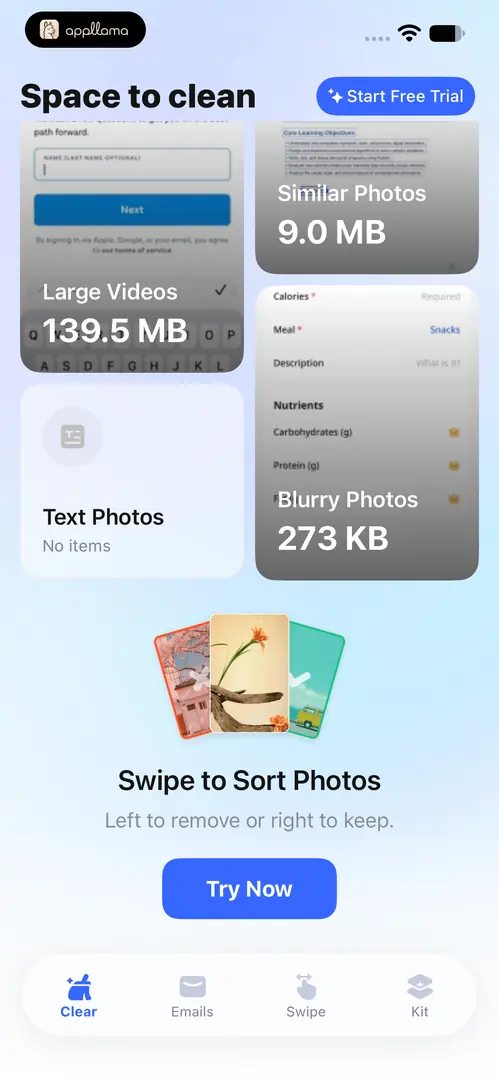 appllama
Space to clean
Start Free Trial
path forward.
NAME (LAST NAME OPTIONAL)
Next
By signing in via Apple, Google, or your email, you agree
to our terms of service
Large Videos
139.5 MB
Q
O P
A S D F G H J K L
Core Learning Objectives:
Similar Photos
9.0 MB
Calories *
Required
Meal *
Snacks
Description
What is it?
Nutrients
Carbohydrates (g)
Protein (g)
Blurry Photos
273 KB
Text Photos
No items
Swipe to Sort Photos
Left to remove or right to keep.
Try Now
Clear
Emails
Swipe
Kit